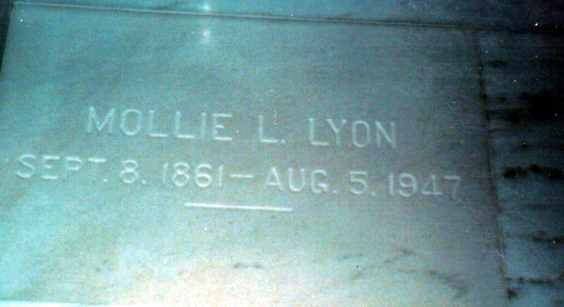 MOLLIE L. LYON
SEPT. 8. 1861 — AUG. 5. 1947